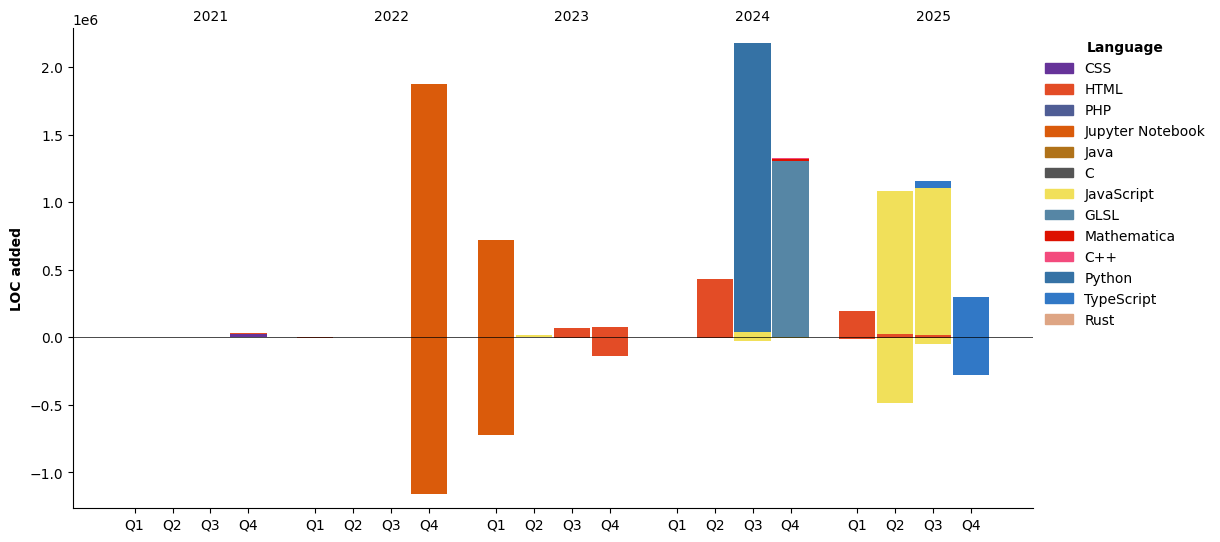 1e6
2021 2022 2023 2024 2025
Language
CSS
HTML
PHP
Jupyter Notebook
Java
C
JavaScript
GLSL
Mathematica
C++
Python
TypeScript
Rust
LOC added
2.0
1.5
1.0
0.5
0.0
−0.5
−1.0
Q1 Q2 Q3 Q4 Q1 Q2 Q3 Q4 Q1 Q2 Q3 Q4 Q1 Q2 Q3 Q4 Q1 Q2 Q3 Q4